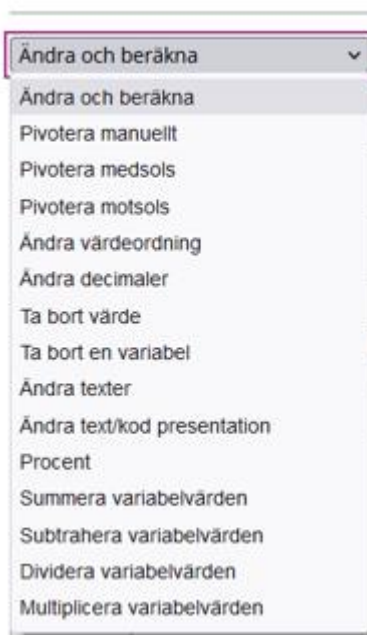 Ändra och beräkna
Ändra och beräkna
Pivotera manuellt
Pivotera medsols
Pivotera motsols
Ändra värdeordning
Ändra decimaler
Ta bort värde
Ta bort en variabel
Ändra texter
Ändra text/kod presentation
Procent
Summera variabelvärden
Subtrahera variabelvärden
Dividera variabelvärden
Multiplicera variabelvärden